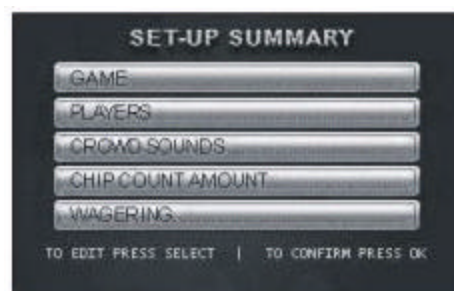 SET-UP SUMMARY
GAME
PLAYERS
CROWD SOUNDS
CHIP COUNT AMOUNT
WAGERING
TO EDIT PRESS SELECT | TO CONFIRM PRESS OK